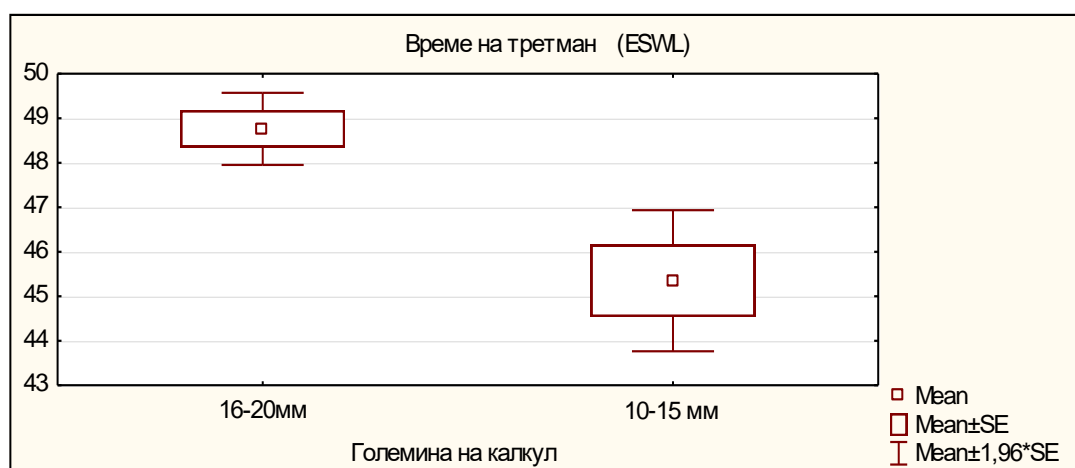 Време на третман (ESWL)
50
49
48
47
46
45
44
43
16-20мм 10-15 мм
Големина на калкул
Mean
Mean±SE
Mean±1,96*SE